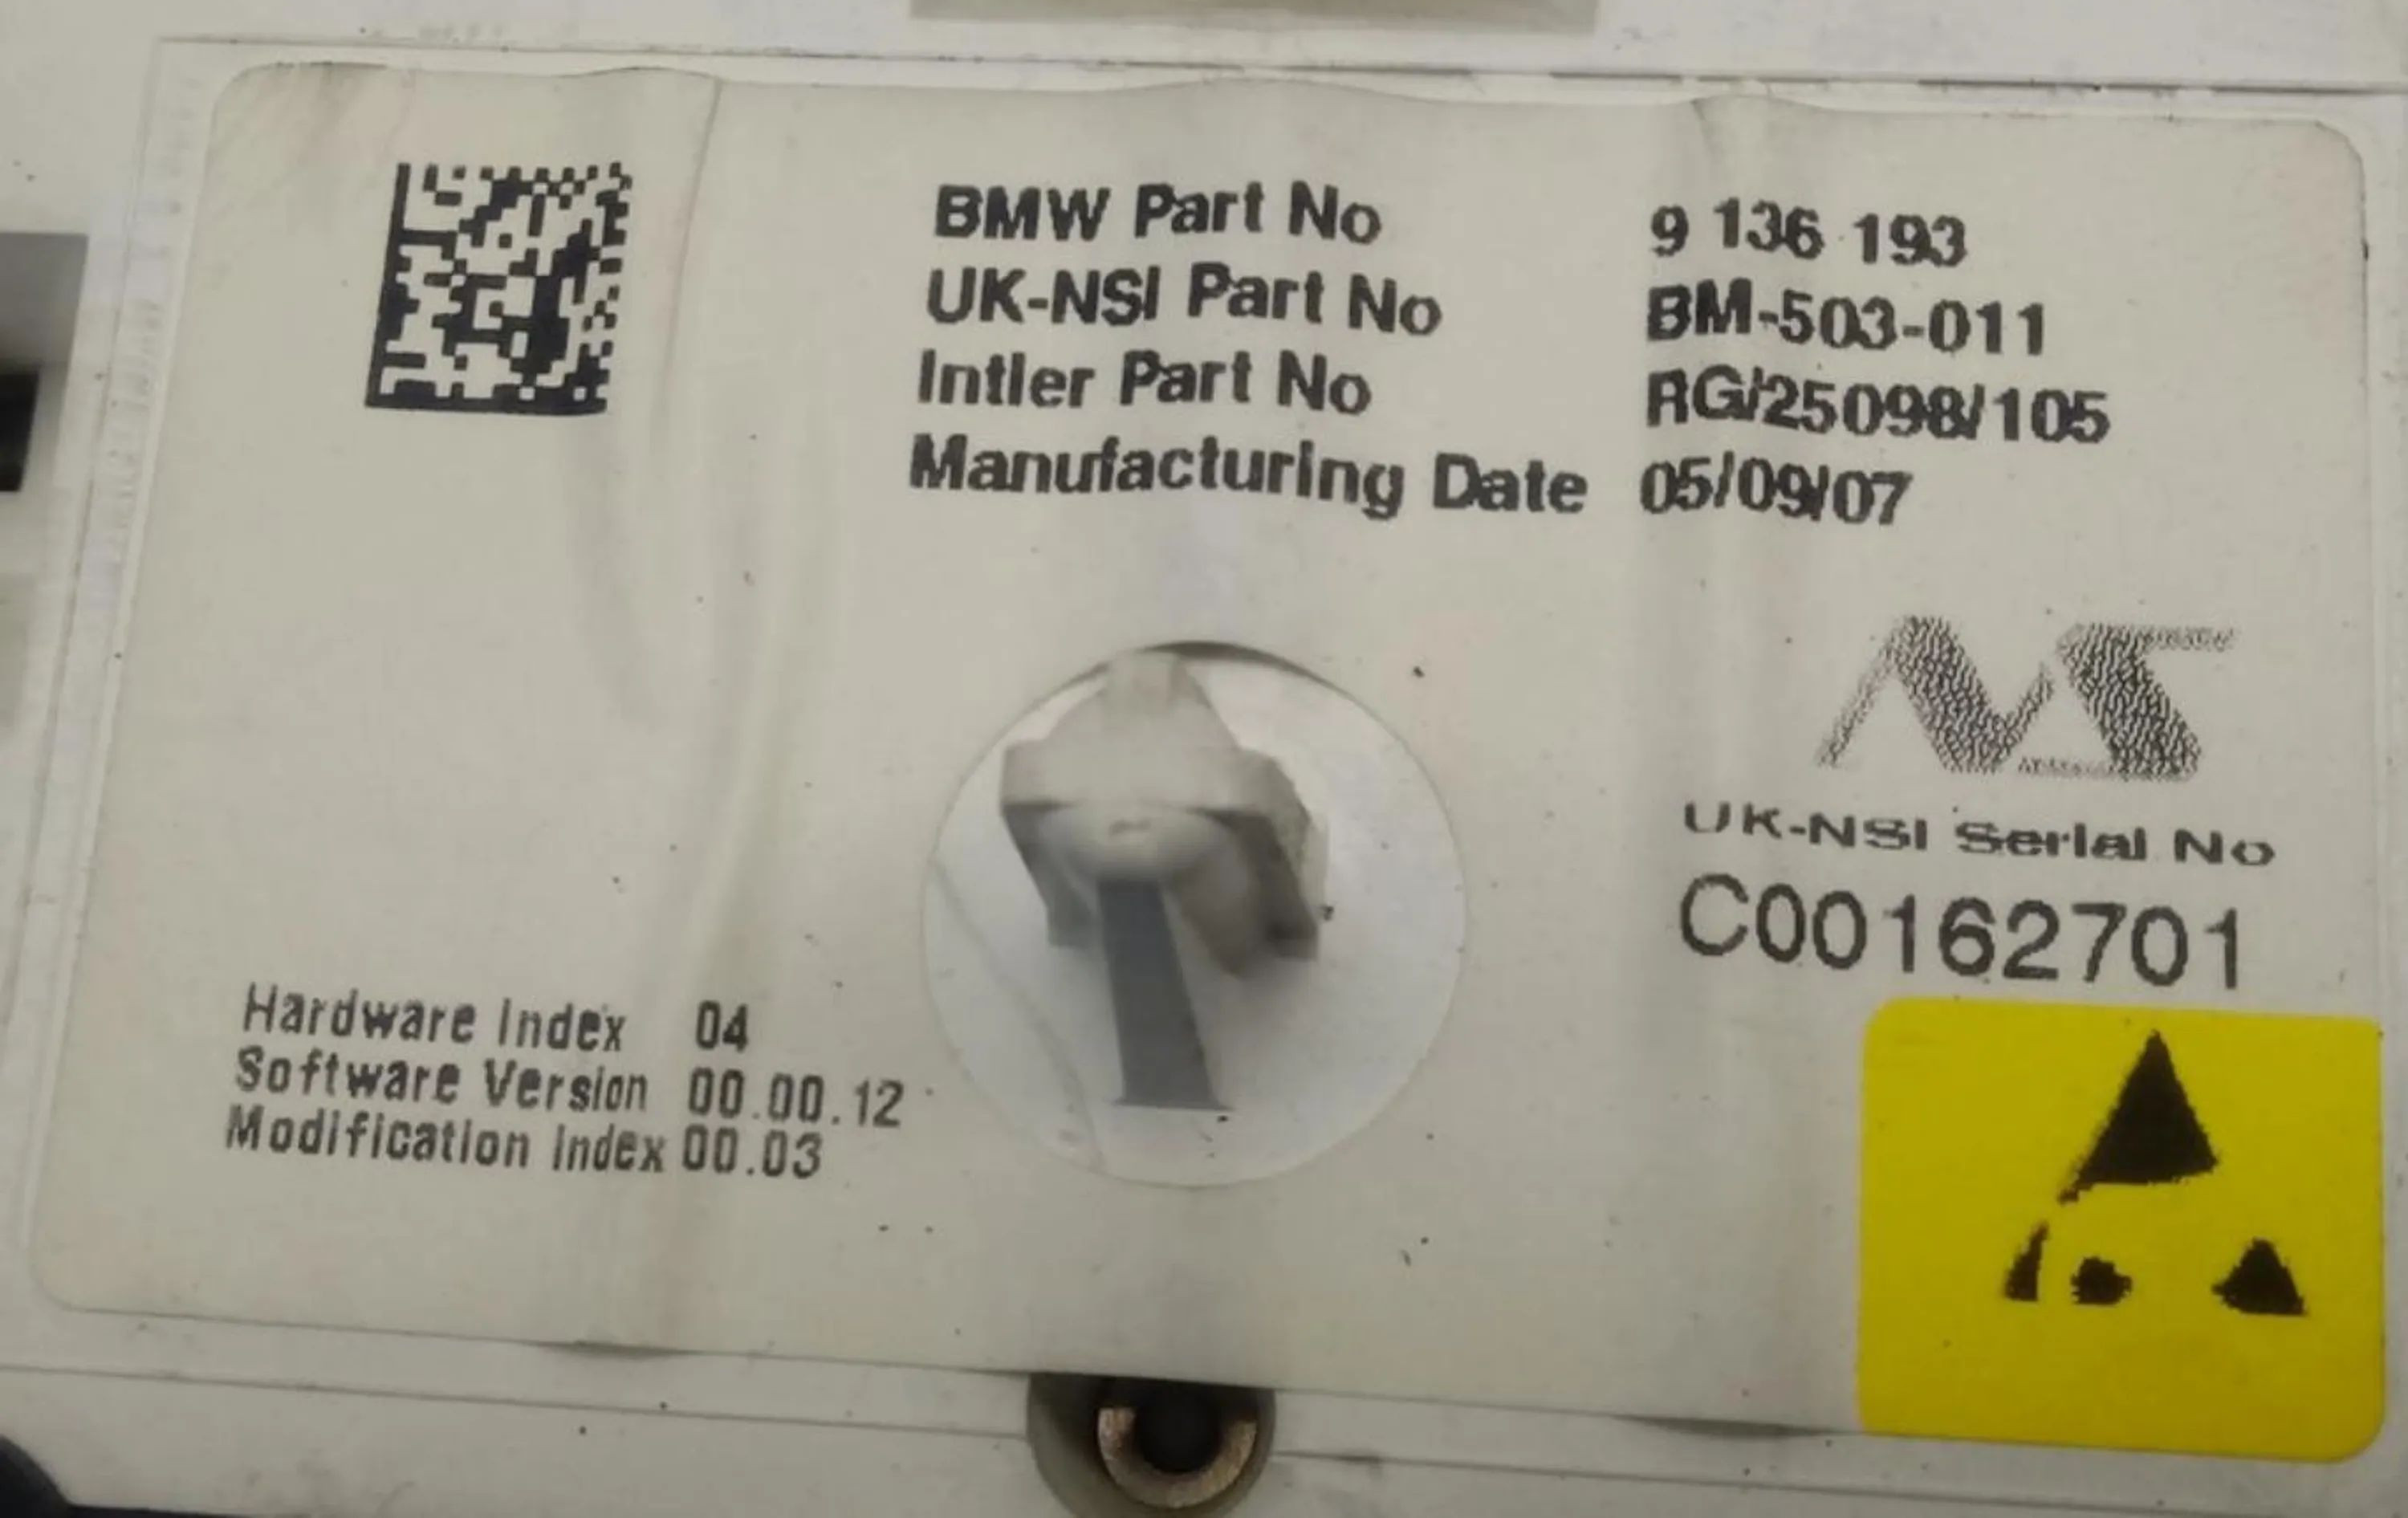 BMW Part No 9 136 193
UK-NSI Part No BM-503-011
Intler Part No RG/25098/105
Manufacturing Date 05/09/07
NS
UK-NSI Serial No
C00162701
Hardware Index 04
Software Version 00.00.12
Modification Index 00.03